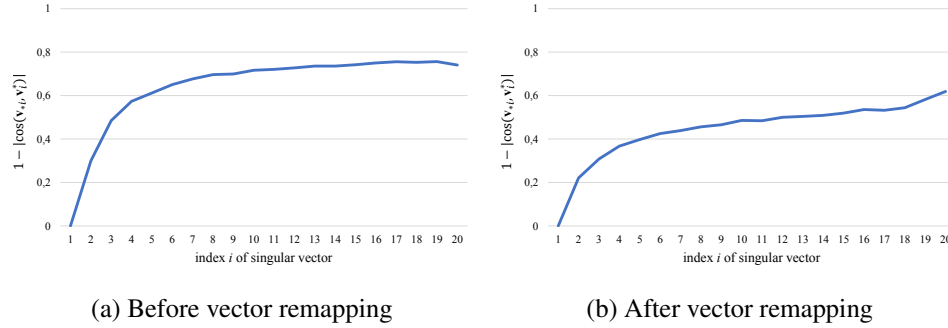 1
0,8
0,6
0,4
0,2
0
1 − |cos(v*i, v*i)|
1 2 3 4 5 6 7 8 9 10 11 12 13 14 15 16 17 18 19 20
index i of singular vector
(a) Before vector remapping
1
0,8
0,6
0,4
0,2
0
1 − |cos(v*i, v*i)|
1 2 3 4 5 6 7 8 9 10 11 12 13 14 15 16 17 18 19 20
index i of singular vector
(b) After vector remapping